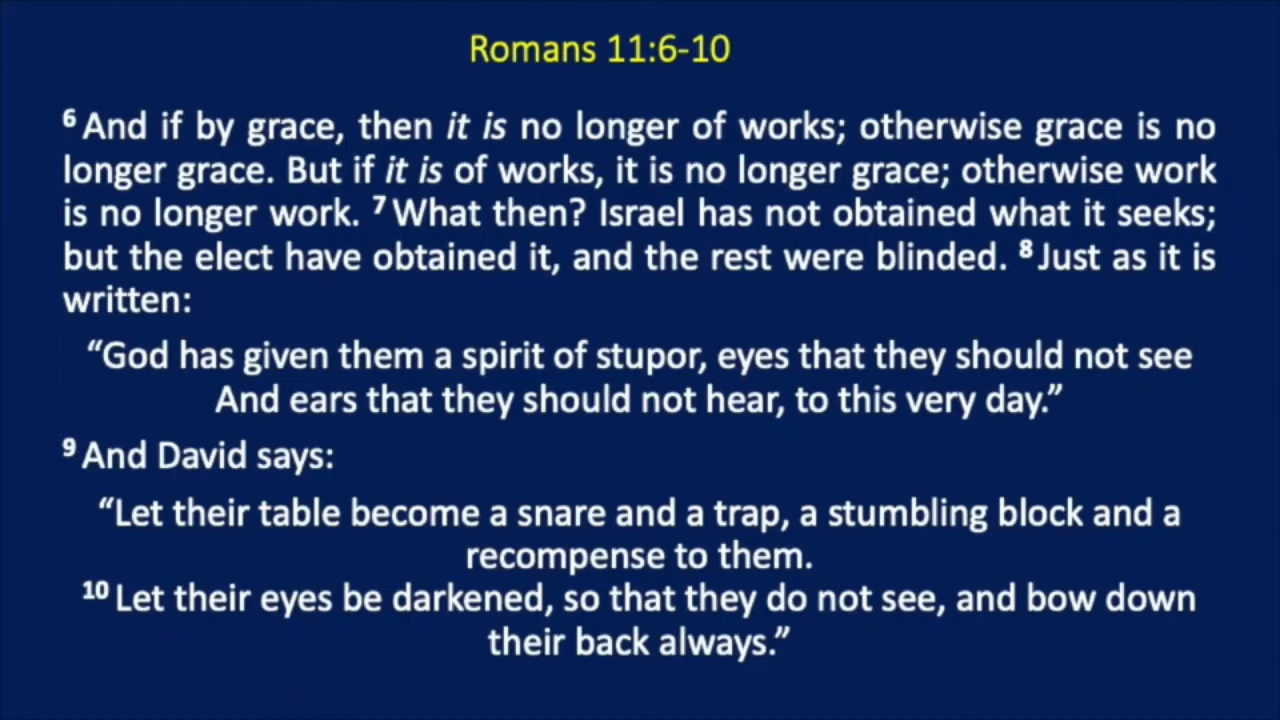 Romans 11:6-10
6 And if by grace, then it is no longer of works; otherwise grace is no
longer grace. But if it is of works, it is no longer grace; otherwise work
is no longer work. 7 What then? Israel has not obtained what it seeks;
but the elect have obtained it, and the rest were blinded. 8 Just as it is
written:
“God has given them a spirit of stupor, eyes that they should not see
And ears that they should not hear, to this very day.”
9 And David says:
“Let their table become a snare and a trap, a stumbling block and a
recompense to them.
10 Let their eyes be darkened, so that they do not see, and bow down
their back always.”